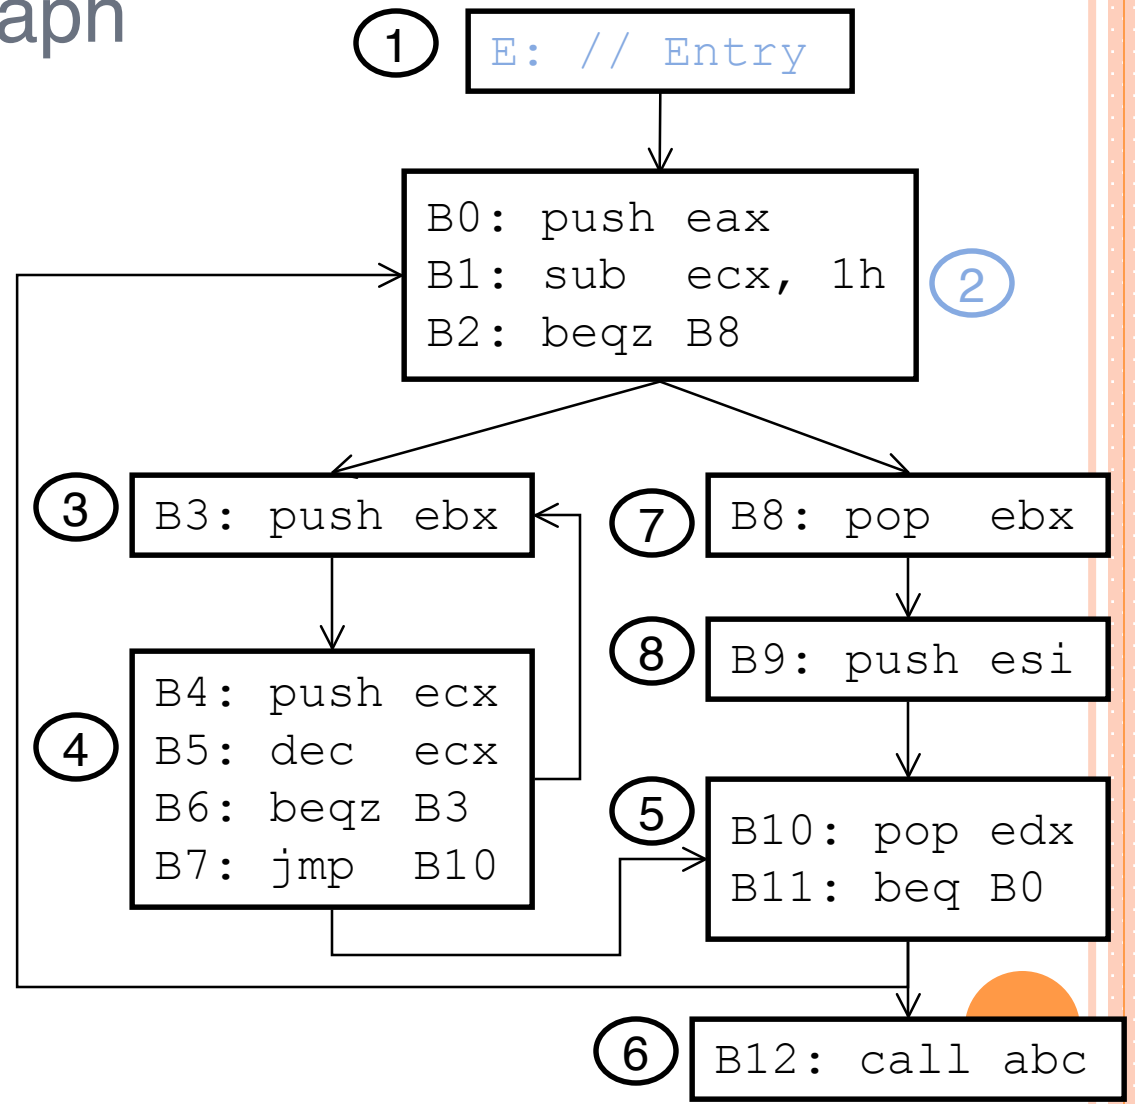 1
E: // Entry
B0: push eax
B1: sub ecx, 1h
B2: beqz B8
2
3
B3: push ebx
7
B8: pop ebx
8
B9: push esi
4
B4: push ecx
B5: dec ecx
B6: beqz B3
B7: jmp B10
5
B10: pop edx
B11: beq B0
6
B12: call abc